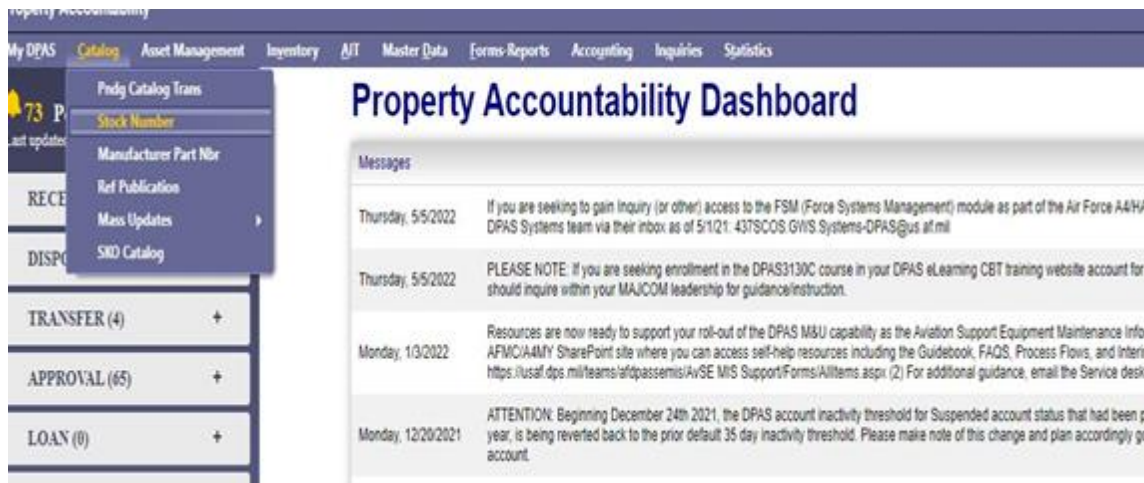 Property Accountability
My DPAS Catalog Asset Management Inventory AIT Master Data Forms-Reports Accounting Inquiries Statistics
Pndg Catalog Trans
Stock Number
Manufacturer Part Nbr
Ref Publication
Mass Updates
SKO Catalog
73 P
Last updated
RECE
DISPO
TRANSFER (4) +
APPROVAL (65) +
LOAN (0) +
Property Accountability Dashboard
Messages
Thursday, 5/5/2022
If you are seeking to gain Inquiry (or other) access to the FSM (Force Systems Management) module as part of the Air Force A4/HA
DPAS Systems team via their inbox as of 5/1/21: 437SCOS.GWS.Systems-DPAS@us.af.mil
Thursday, 5/5/2022
PLEASE NOTE: If you are seeking enrollment in the DPAS3130C course in your DPAS eLearning CBT training website account for
should inquire within your MAJCOM leadership for guidance/instruction.
Monday, 1/3/2022
Resources are now ready to support your roll-out of the DPAS M&U capability as the Aviation Support Equipment Maintenance Info
AFMC/A4MY SharePoint site where you can access self-help resources including the Guidebook, FAQS, Process Flows, and Interi
https://usaf.dps.mil/teams/afdpassemis/AvSE MIS Support/Forms/AllItems.aspx (2) For additional guidance, email the Service desk
Monday, 12/20/2021
ATTENTION: Beginning December 24th 2021, the DPAS account inactivity threshold for Suspended account status that had been p
year, is being reverted back to the prior default 35 day inactivity threshold. Please make note of this change and plan accordingly go
account.